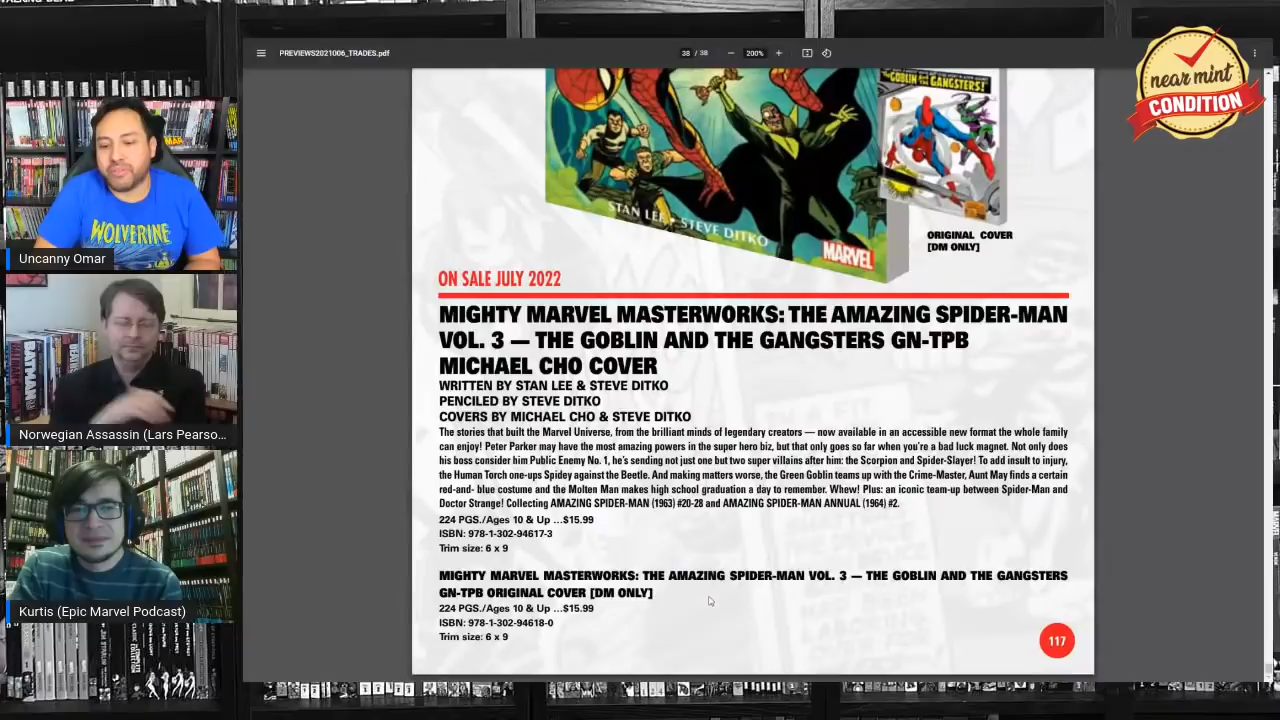 PREVIEWS2021006_TRADES.pdf
38 / 38
200%
near mint
CONDITION
THE GOBLIN AND THE GANGSTERS!
STAN LEE • STEVE DITKO
MARVEL
ORIGINAL COVER
[DM ONLY]
WOLVERINE
Uncanny Omar
BATMAN
Norwegian Assassin (Lars Pearso...
Kurtis (Epic Marvel Podcast)
ON SALE JULY 2022
MIGHTY MARVEL MASTERWORKS: THE AMAZING SPIDER-MAN
VOL. 3 — THE GOBLIN AND THE GANGSTERS GN-TPB
MICHAEL CHO COVER
WRITTEN BY STAN LEE & STEVE DITKO
PENCILED BY STEVE DITKO
COVERS BY MICHAEL CHO & STEVE DITKO
The stories that built the Marvel Universe, from the brilliant minds of legendary creators — now available in an accessible new format the whole family
can enjoy! Peter Parker may have the most amazing powers in the super hero biz, but that only goes so far when you're a bad luck magnet. Not only does
his boss consider him Public Enemy No. 1, he's sending not just one but two super villains after him: the Scorpion and Spider-Slayer! To add insult to injury,
the Human Torch one-ups Spidey against the Beetle. And making matters worse, the Green Goblin teams up with the Crime-Master, Aunt May finds a certain
red-and- blue costume and the Molten Man makes high school graduation a day to remember. Whew! Plus: an iconic team-up between Spider-Man and
Doctor Strange! Collecting AMAZING SPIDER-MAN (1963) #20-28 and AMAZING SPIDER-MAN ANNUAL (1964) #2.
224 PGS./Ages 10 & Up ...$15.99
ISBN: 978-1-302-94617-3
Trim size: 6 x 9
MIGHTY MARVEL MASTERWORKS: THE AMAZING SPIDER-MAN VOL. 3 — THE GOBLIN AND THE GANGSTERS
GN-TPB ORIGINAL COVER [DM ONLY]
224 PGS./Ages 10 & Up ...$15.99
ISBN: 978-1-302-94618-0
Trim size: 6 x 9
117